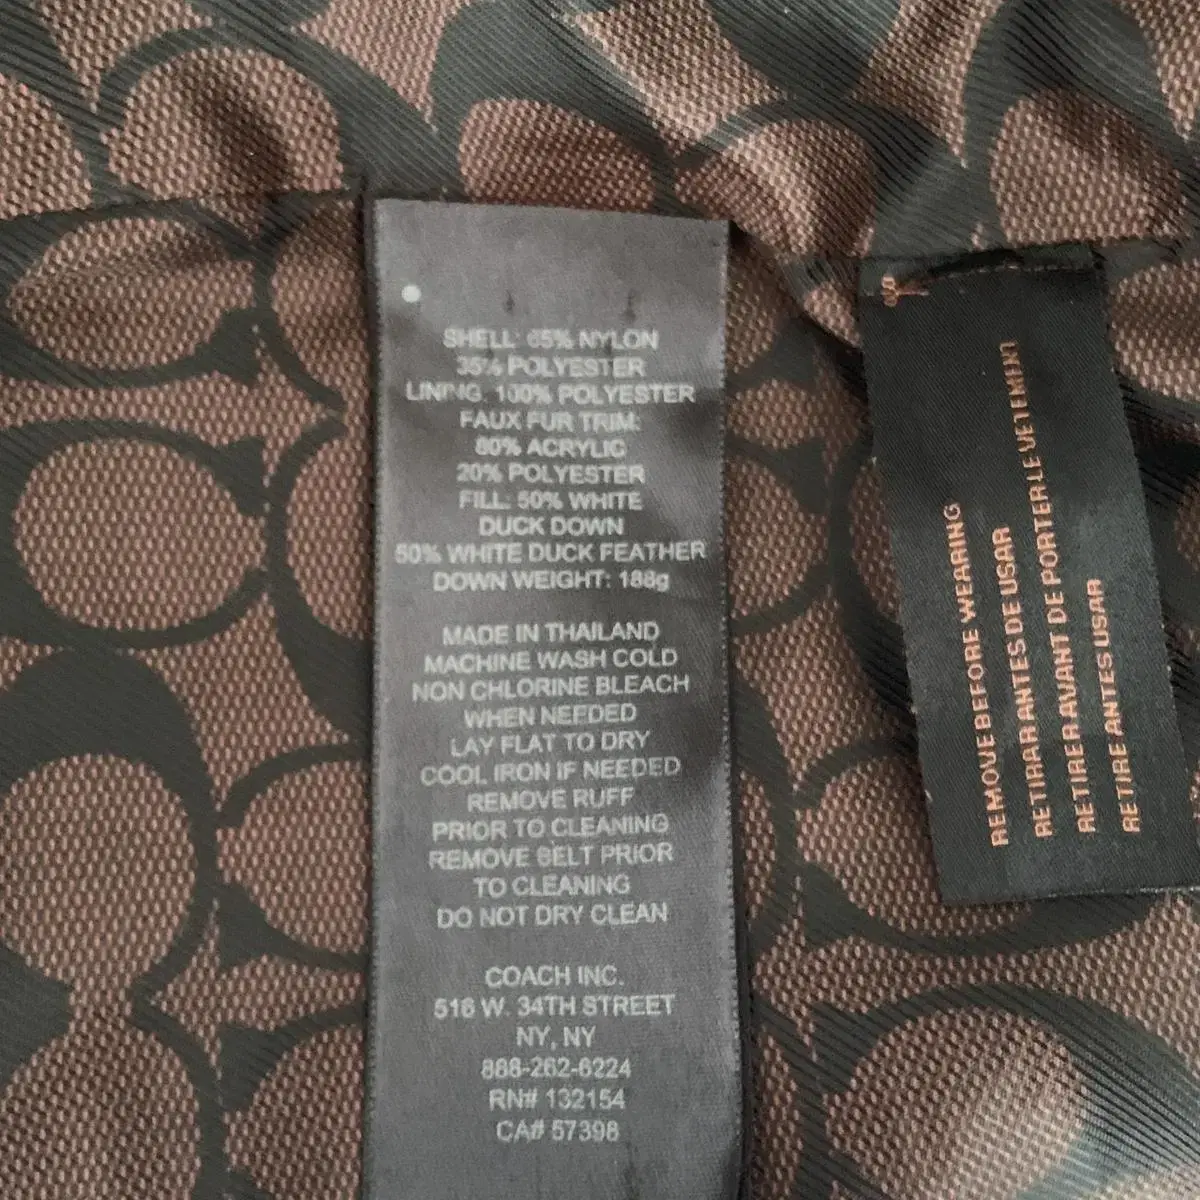 SHELL: 65% NYLON
35% POLYESTER
LINING: 100% POLYESTER
FAUX FUR TRIM:
80% ACRYLIC
20% POLYESTER
FILL: 50% WHITE
DUCK DOWN
50% WHITE DUCK FEATHER
DOWN WEIGHT: 188g
MADE IN THAILAND
MACHINE WASH COLD
NON CHLORINE BLEACH
WHEN NEEDED
LAY FLAT TO DRY
COOL IRON IF NEEDED
REMOVE RUFF
PRIOR TO CLEANING
REMOVE BELT PRIOR
TO CLEANING
DO NOT DRY CLEAN
COACH INC.
516 W. 34TH STREET
NY, NY
888-262-6224
RN# 132154
CA# 57398
REMOVE BEFORE WEARING
RETIRAR ANTES DE USAR
RETIRER AVANT DE PORTER LE VETEMENT
RETIRE ANTES USAR